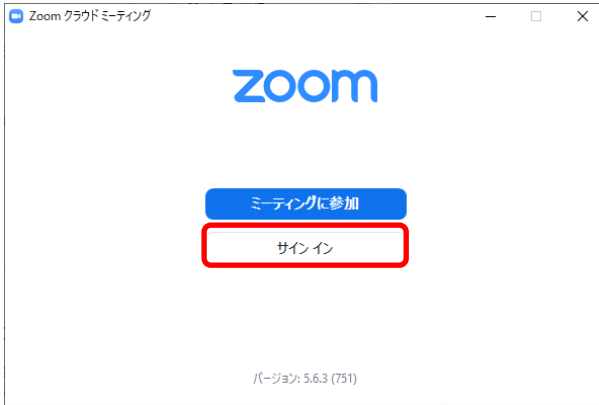 Zoom クラウド ミーティング
zoom
ミーティングに参加
サイン イン
バージョン: 5.6.3 (751)